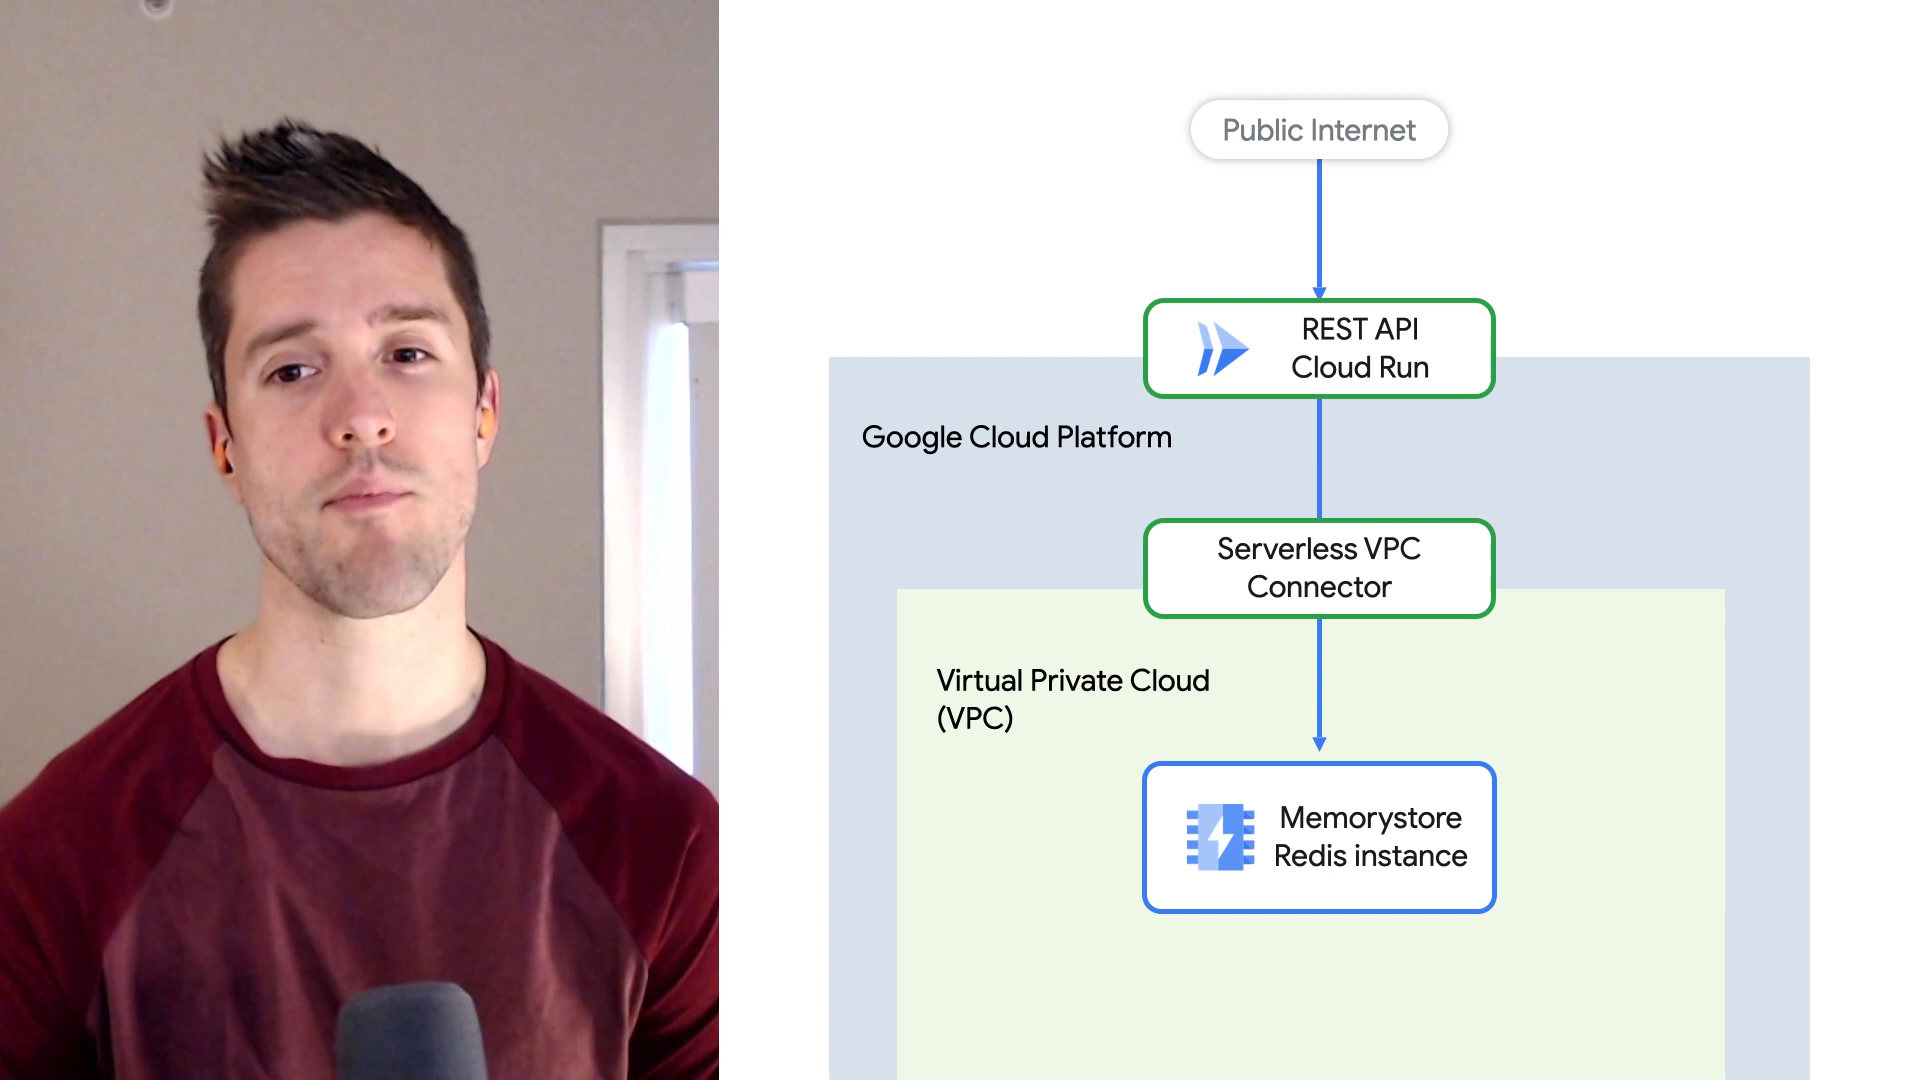 Public Internet
REST API
Cloud Run
Google Cloud Platform
Serverless VPC
Connector
Virtual Private Cloud
(VPC)
Memorystore
Redis instance